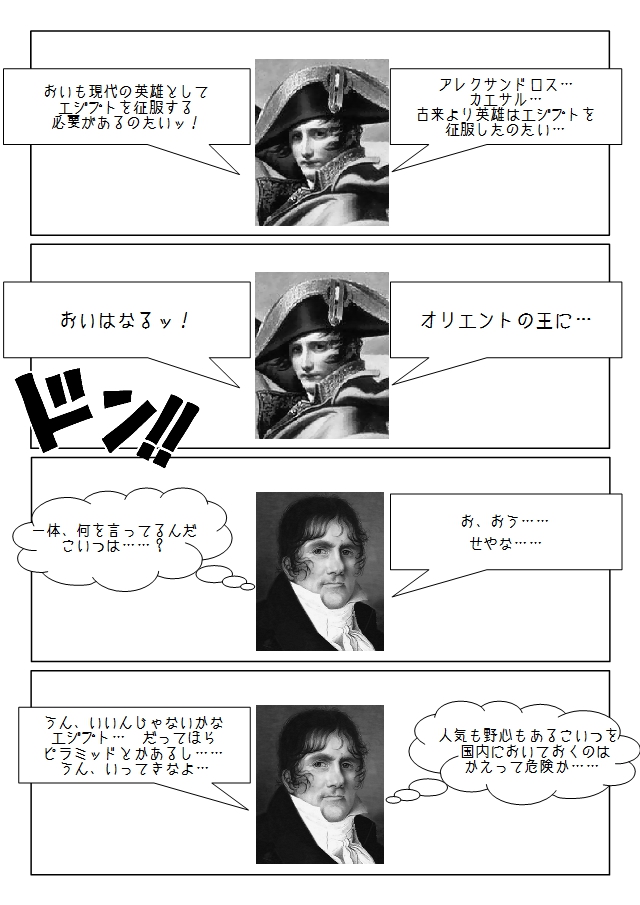 アレクサンドロス…
カエサル…
古来より英雄はエジプトを
征服したのたい…
おいも現代の英雄として
エジプトを征服する
必要があるのたいッ!
オリエントの王に…
おいはなるッ!
ドン!!
お、おう……
せやな……
一体、何を言ってるんだ
こいつは……?
人気も野心もあるこいつを
国内においておくのは
かえって危険か……
うん、いいんじゃないかな
エジプト… だってほら
ピラミッドとかあるし……
うん、いってきなよ…